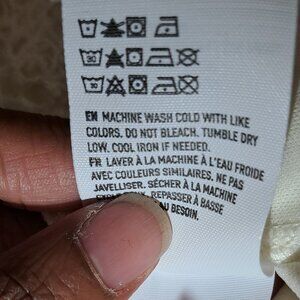 EN MACHINE WASH COLD WITH LIKE
COLORS. DO NOT BLEACH. TUMBLE DRY
LOW. COOL IRON IF NEEDED.
FR LAVER À LA MACHINE À L'EAU FROIDE
AVEC COULEURS SIMILAIRES. NE PAS
JAVELLISER. SÉCHER À LA MACHINE
REPASSER À BASSE
AU BESOIN.